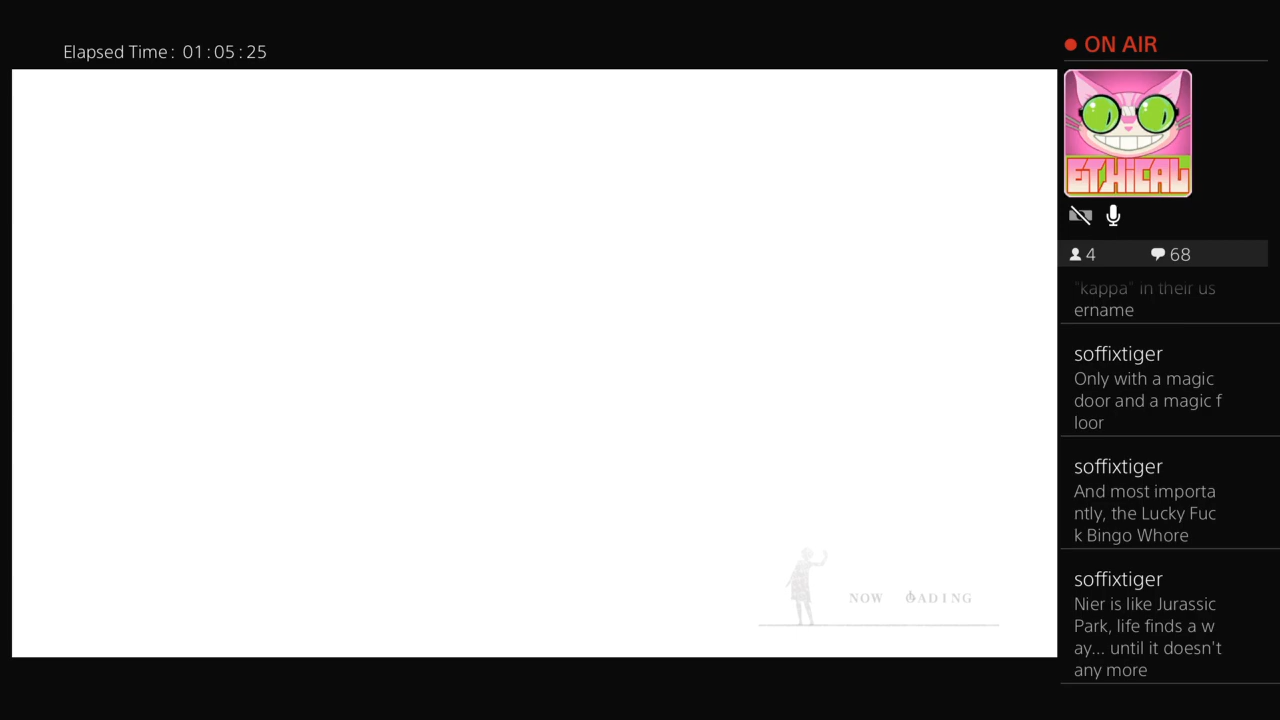 Elapsed Time: 01:05:25
ON AIR
ETHICAL
4 68
"kappa" in their us
ername
soffixtiger
Only with a magic
door and a magic f
loor
soffixtiger
And most importa
ntly, the Lucky Fuc
k Bingo Whore
soffixtiger
Nier is like Jurassic
Park, life finds a w
ay... until it doesn't
any more
NOW LOADING